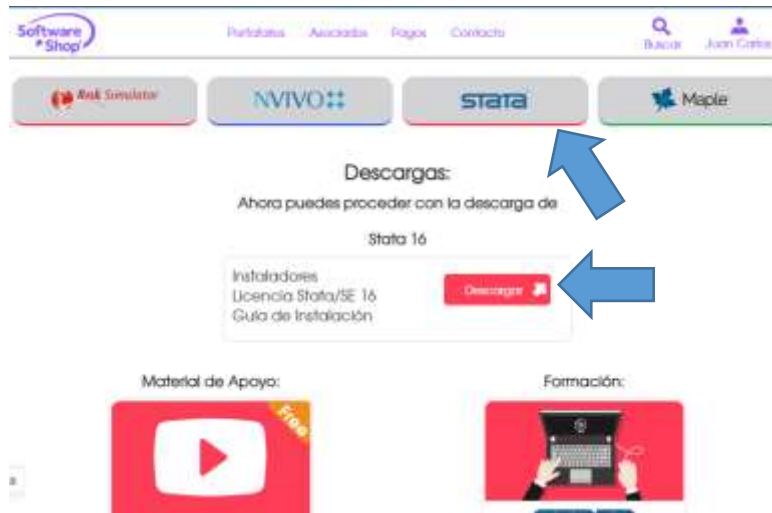 Software
Shop
Portafolio Asociados Pagos Contacto
Buscar
Juan Carlos
Risk Simulator
NVIVO
stata
Maple
Descargas:
Ahora puedes proceder con la descarga de
Stata 16
Instaladores
Licencia Stata/SE 16
Guía de Instalación
Descargar
Material de Apoyo:
Formación:
Free